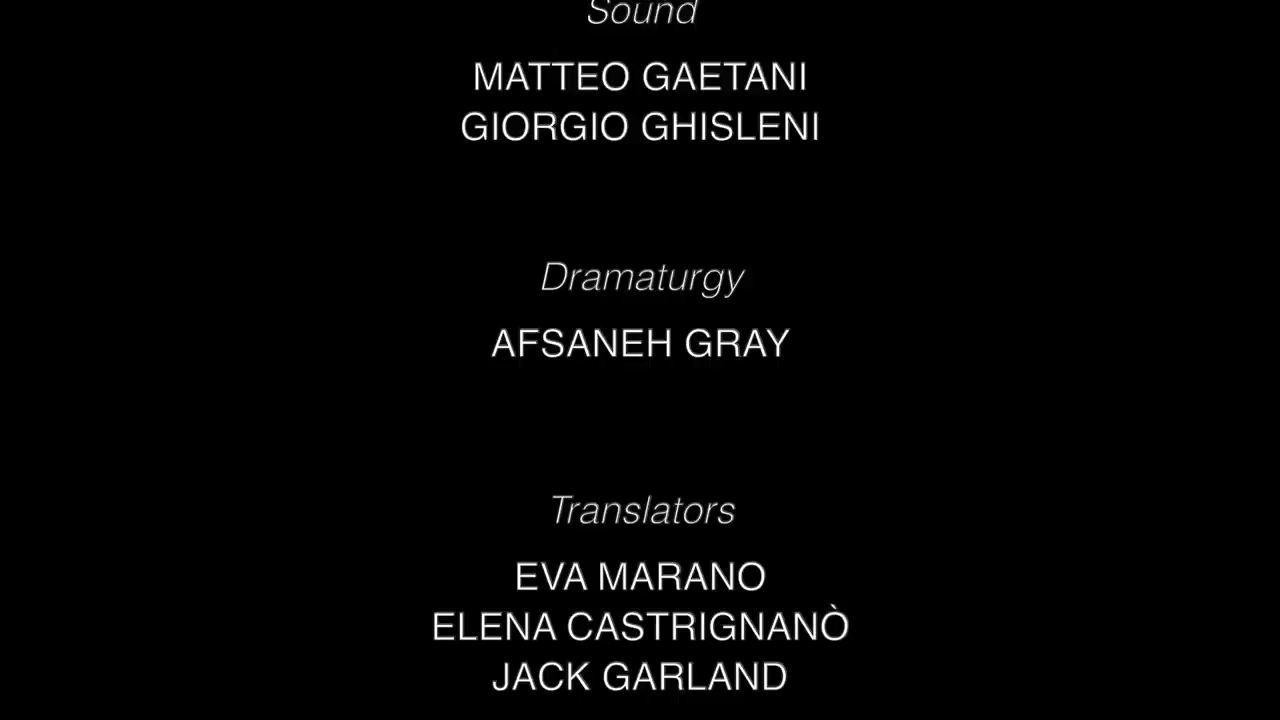 Sound
MATTEO GAETANI
GIORGIO GHISLENI
Dramaturgy
AFSANEH GRAY
Translators
EVA MARANO
ELENA CASTRIGNANÒ
JACK GARLAND